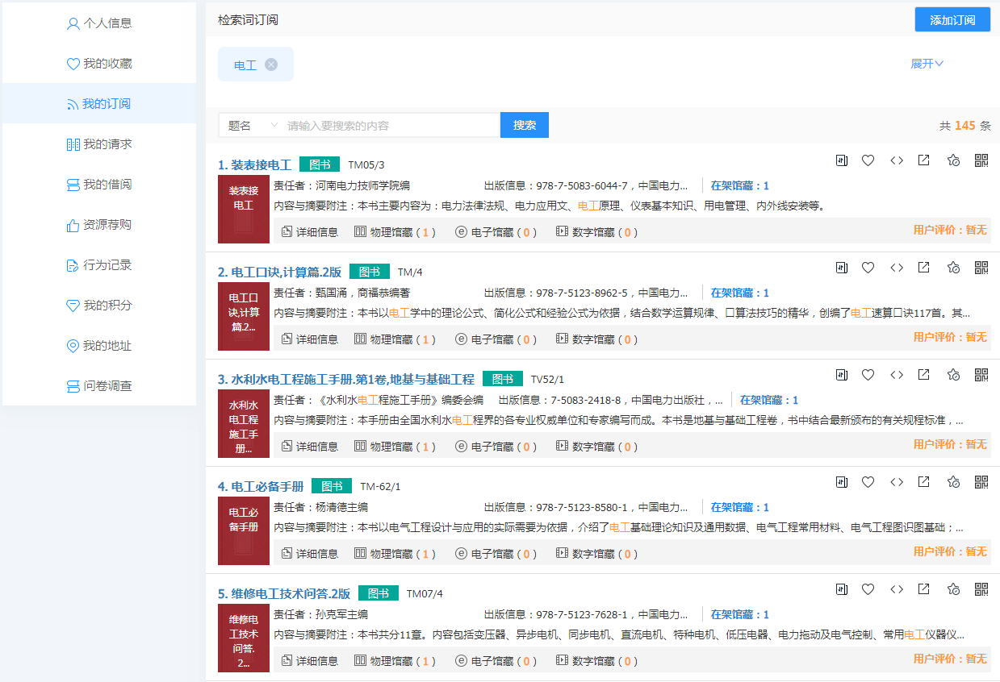 个人信息
我的收藏
我的订阅
我的请求
我的借阅
资源荐购
行为记录
我的积分
我的地址
问卷调查
检索词订阅
添加订阅
电工
展开
题名 请输入要搜索的内容 搜索
共 145 条
1. 装表接电工 图书 TM05/3
装表接
电工
责任者：河南电力技师学院编 出版信息：978-7-5083-6044-7，中国电力... 在架馆藏：1
内容与摘要附注：本书主要内容为：电力法律法规、电力应用文、电工原理、仪表基本知识、用电管理、内外线安装等。
详细信息 物理馆藏 ( 1 ) 电子馆藏 ( 0 ) 数字馆藏 ( 0 ) 用户评价：暂无
2. 电工口诀,计算篇.2版 图书 TM/4
电工口
诀,计算
篇.2...
责任者：甄国涌，商福恭编著 出版信息：978-7-5123-8962-5，中国电力... 在架馆藏：1
内容与摘要附注：本书以电工学中的理论公式、简化公式和经验公式为依据，结合数学运算规律、口算法技巧的精华，创编了电工速算口诀117首。其...
详细信息 物理馆藏 ( 1 ) 电子馆藏 ( 0 ) 数字馆藏 ( 0 ) 用户评价：暂无
3. 水利水电工程施工手册.第1卷,地基与基础工程 图书 TV52/1
水利水
电工程
施工手
册...
责任者：《水利水电工程施工手册》编委会编 出版信息：7-5083-2418-8，中国电力出版社，... 在架馆藏：1
内容与摘要附注：本手册由全国水利水电工程界的各专业权威单位和专家编写而成。本书是地基与基础工程卷，书中结合最新颁布的有关规程标准，...
详细信息 物理馆藏 ( 1 ) 电子馆藏 ( 0 ) 数字馆藏 ( 0 ) 用户评价：暂无
4. 电工必备手册 图书 TM-62/1
电工必
备手册
责任者：杨清德主编 出版信息：978-7-5123-8580-1，中国电力... 在架馆藏：1
内容与摘要附注：本书以电气工程设计与应用的实际需要为依据，介绍了电工基础理论知识及通用数据、电气工程常用材料、电气工程图识图基础；...
详细信息 物理馆藏 ( 1 ) 电子馆藏 ( 0 ) 数字馆藏 ( 0 ) 用户评价：暂无
5. 维修电工技术问答.2版 图书 TM07/4
维修电
工技术
问答.
2...
责任者：孙克军主编 出版信息：978-7-5123-7628-1，中国电力... 在架馆藏：1
内容与摘要附注：本书共分11章。内容包括变压器、异步电机、同步电机、直流电机、特种电机、低压电器、电力拖动及电气控制、常用电工仪器仪...
详细信息 物理馆藏 ( 1 ) 电子馆藏 ( 0 ) 数字馆藏 ( 0 ) 用户评价：暂无